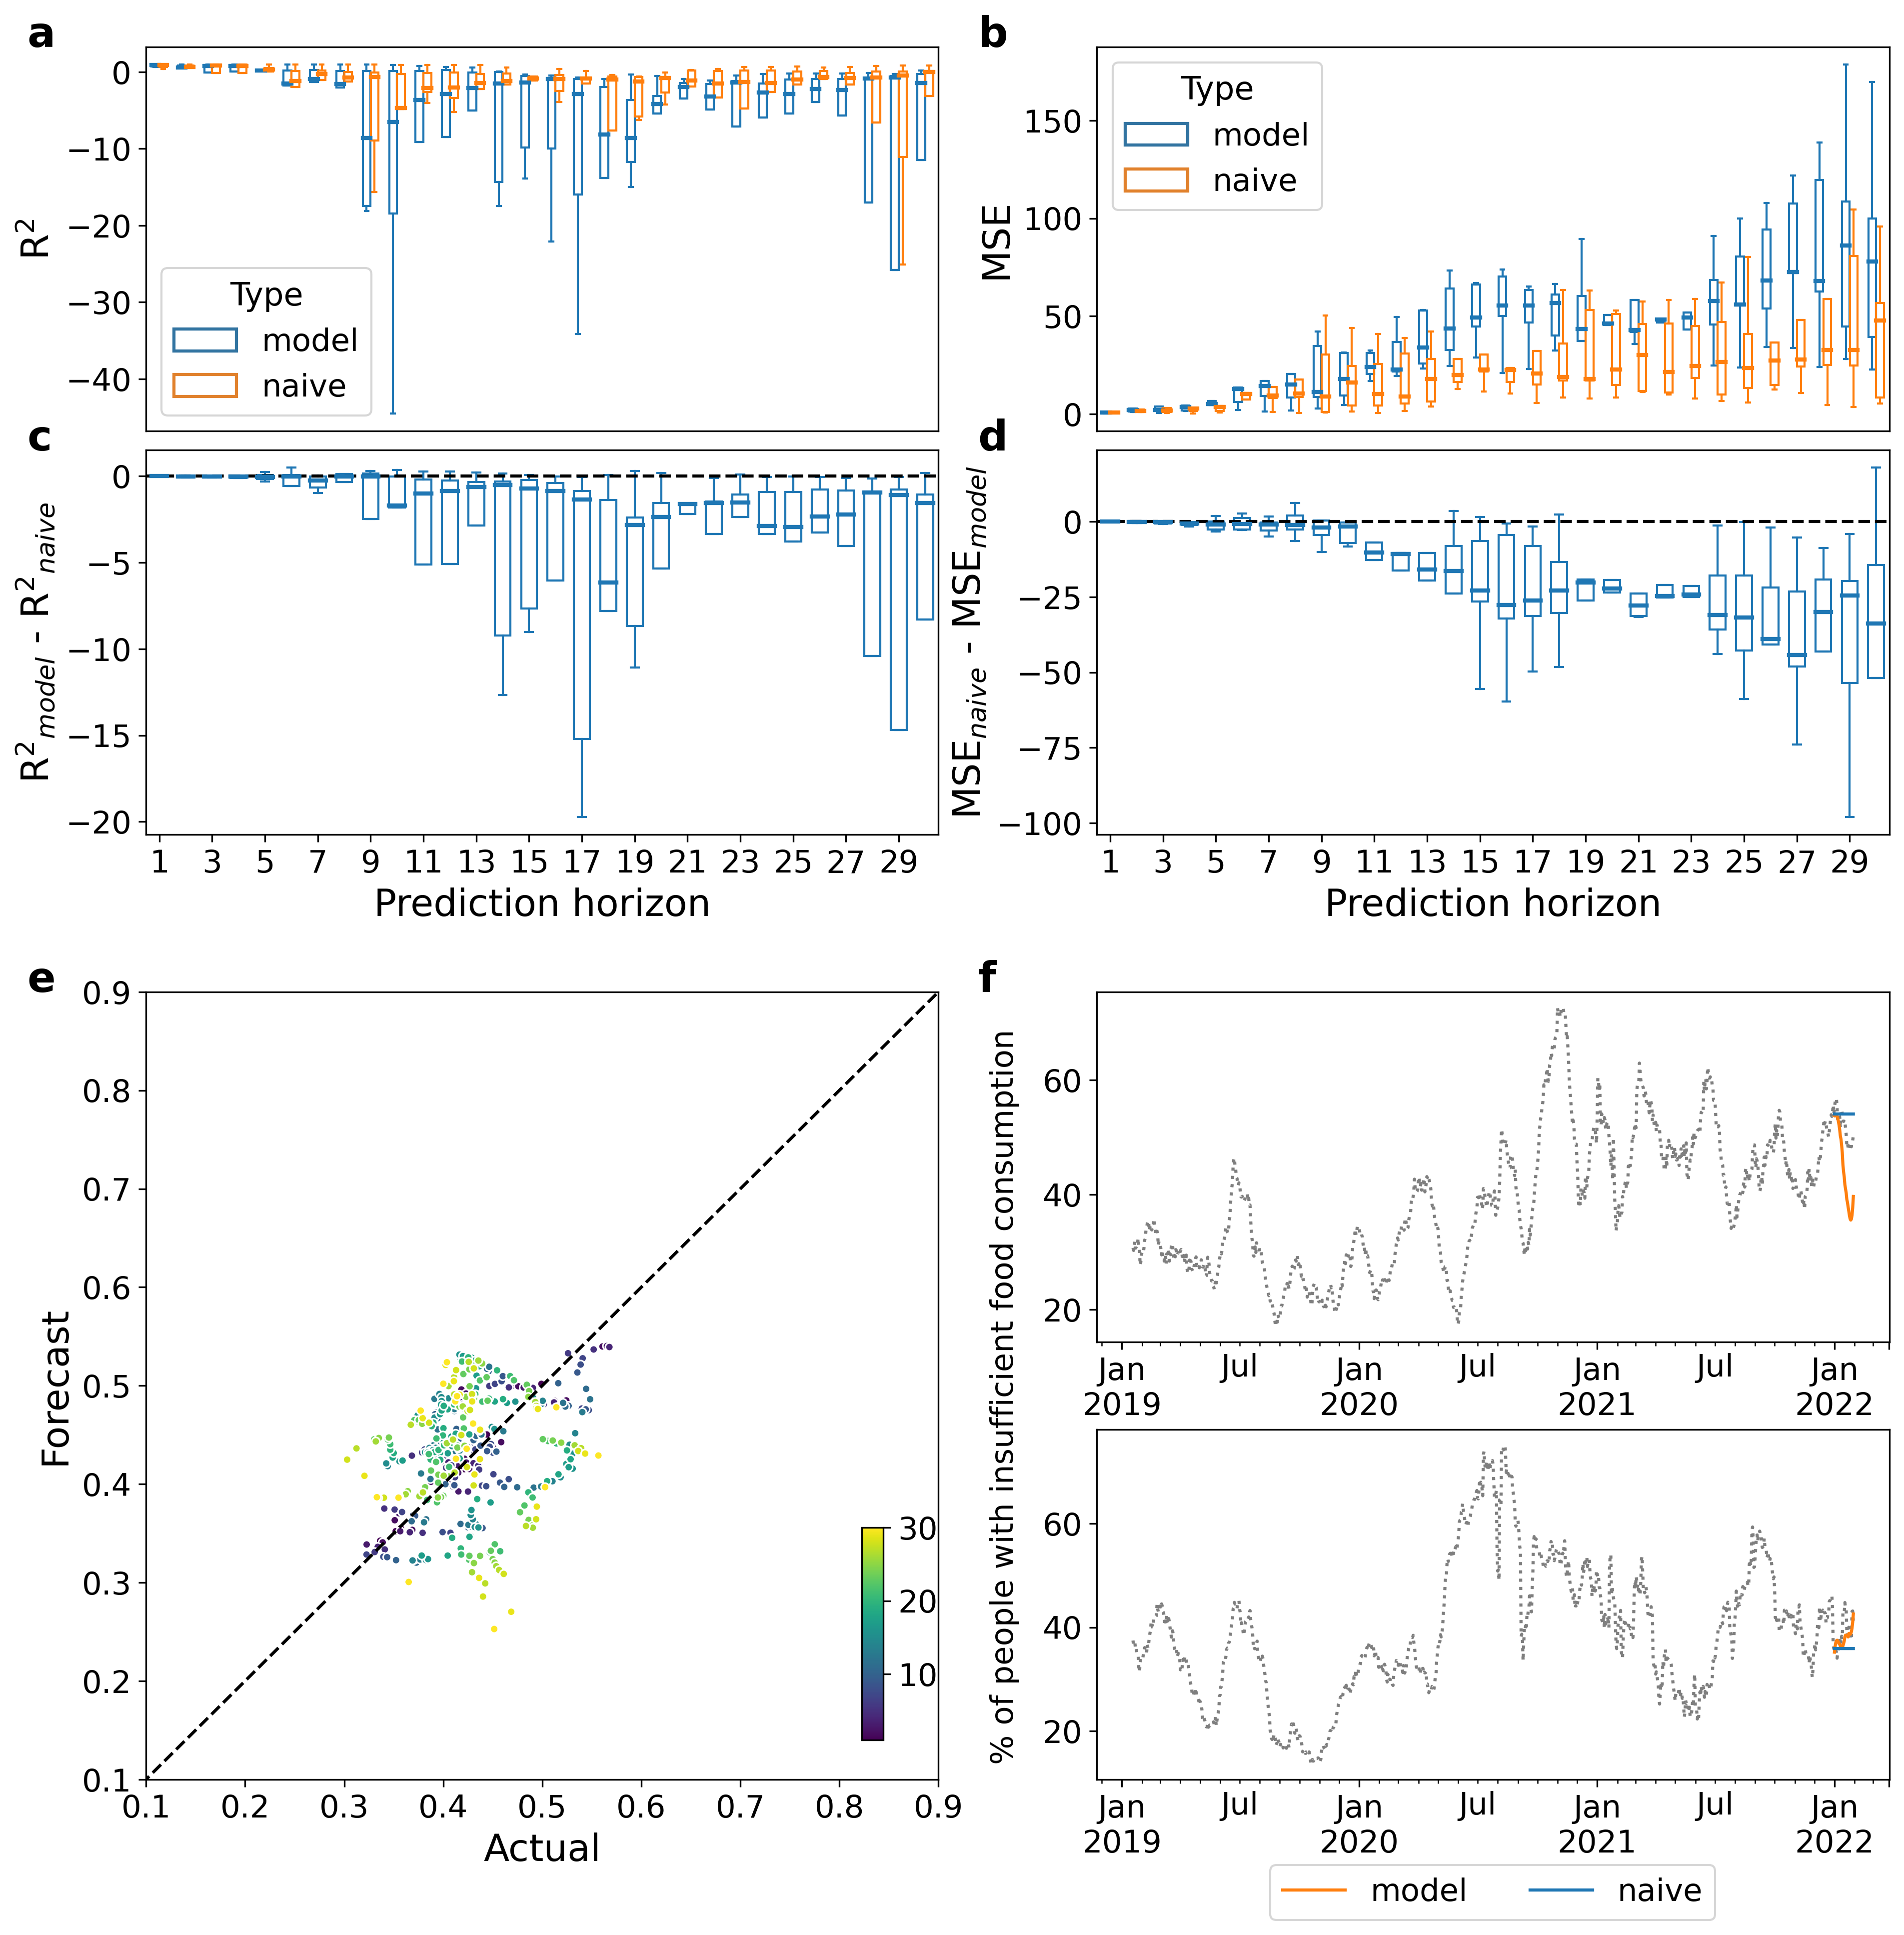 a
R²
0
−10
−20
−30
−40
Type
model
naive
b
MSE
150
100
50
0
Type
model
naive
c
R²model - R²naive
0
−5
−10
−15
−20
1 3 5 7 9 11 13 15 17 19 21 23 25 27 29
Prediction horizon
d
MSEnaive - MSEmodel
0
−25
−50
−75
−100
1 3 5 7 9 11 13 15 17 19 21 23 25 27 29
Prediction horizon
e
Forecast
0.9
0.8
0.7
0.6
0.5
0.4
0.3
0.2
0.1
30
20
10
0.1 0.2 0.3 0.4 0.5 0.6 0.7 0.8 0.9
Actual
f
% of people with insufficient food consumption
60
40
20
Jan Jul Jan Jul Jan Jul Jan
2019 2020 2021 2022
60
40
20
Jan Jul Jan Jul Jan Jul Jan
2019 2020 2021 2022
model naive